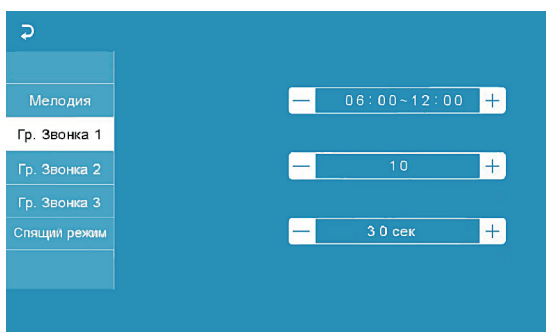 Мелодия
— 06:00~12:00 +
Гр. Звонка 1
Гр. Звонка 2
— 10 +
Гр. Звонка 3
Спящий режим
— 30 сек +